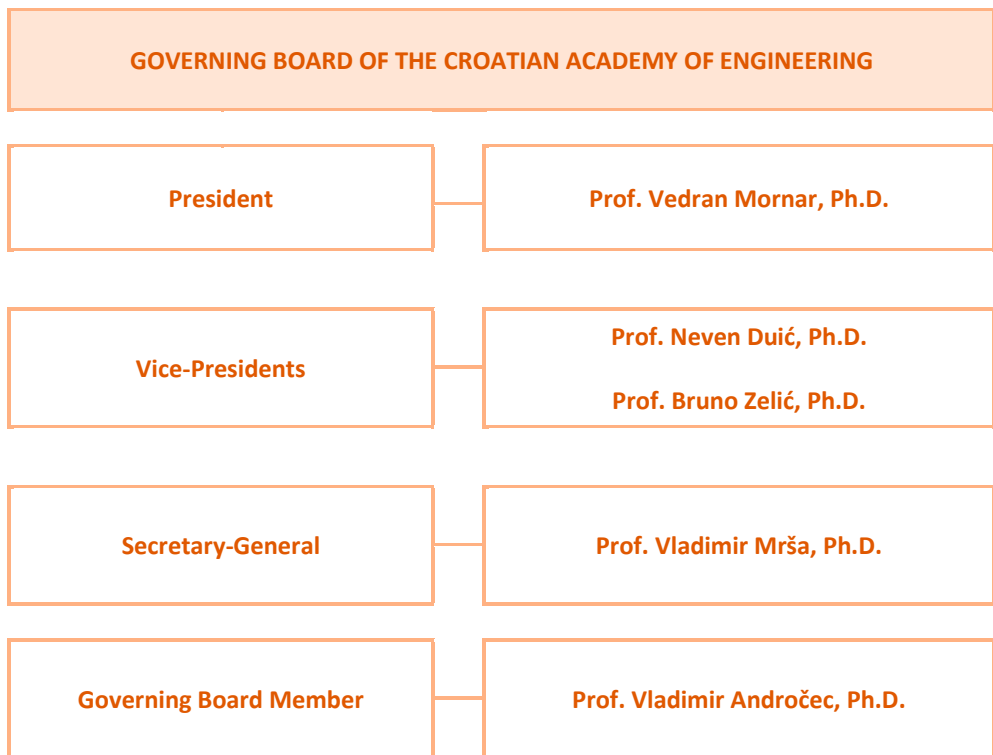 GOVERNING BOARD OF THE CROATIAN ACADEMY OF ENGINEERING
President
Prof. Vedran Mornar, Ph.D.
Vice-Presidents
Prof. Neven Duić, Ph.D.
Prof. Bruno Zelić, Ph.D.
Secretary-General
Prof. Vladimir Mrša, Ph.D.
Governing Board Member
Prof. Vladimir Andročec, Ph.D.